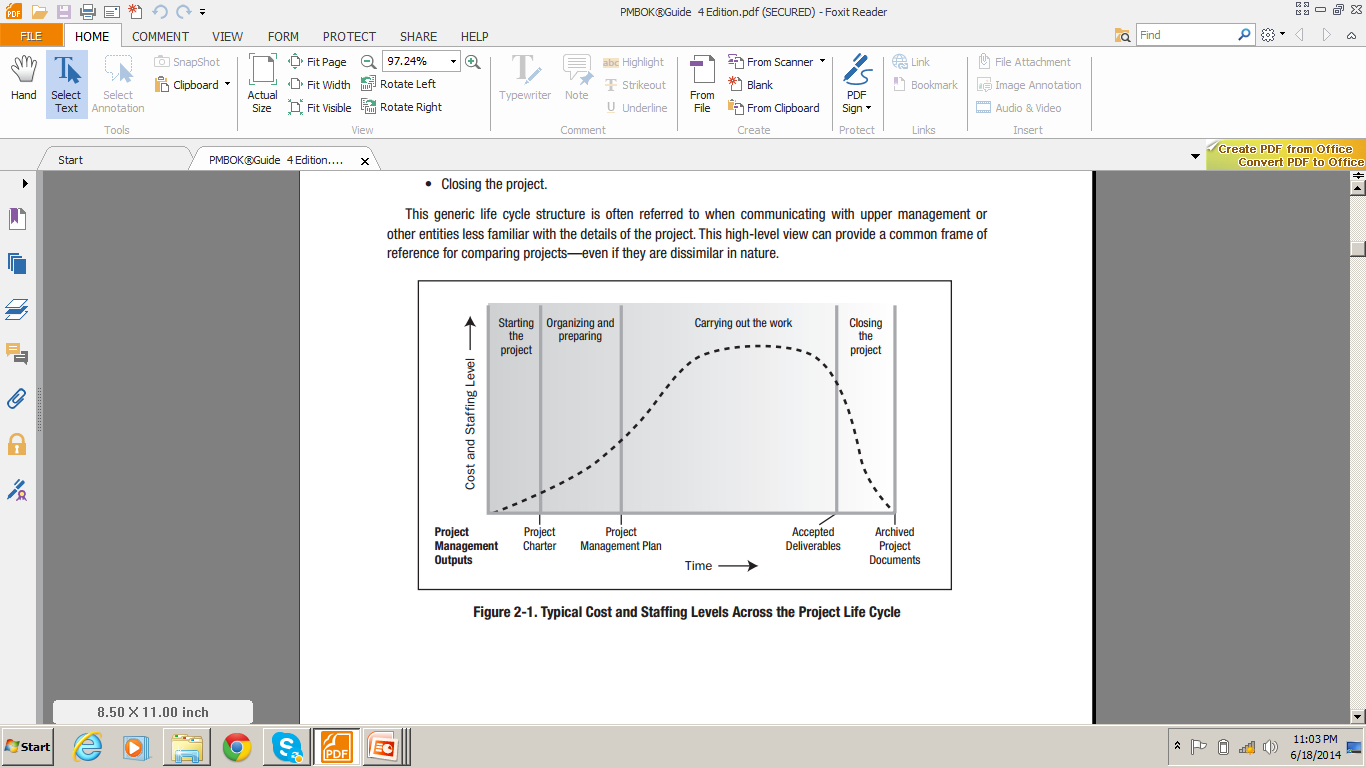 PMBOK®Guide 4 Edition.pdf (SECURED) - Foxit Reader
FILE HOME COMMENT VIEW FORM PROTECT SHARE HELP
Find
Hand
Select
Text
Select
Annotation
SnapShot
Clipboard
Tools
Actual
Size
Fit Page
Fit Width
Fit Visible
97.24%
Rotate Left
Rotate Right
View
Typewriter
Note
abc Highlight
T Strikeout
U Underline
Comment
From
File
From Scanner
Blank
From Clipboard
Create
PDF
Sign
Protect
Link
Bookmark
Links
File Attachment
Image Annotation
Audio & Video
Insert
Start
PMBOK®Guide 4 Edition....
Create PDF from Office
Convert PDF to Office
• Closing the project.
This generic life cycle structure is often referred to when communicating with upper management or
other entities less familiar with the details of the project. This high-level view can provide a common frame of
reference for comparing projects—even if they are dissimilar in nature.
Cost and Staffing Level
Starting
the
project
Organizing and
preparing
Carrying out the work
Closing
the
project
Project
Management
Outputs
Project
Charter
Project
Management Plan
Accepted
Deliverables
Archived
Project
Documents
Time
Figure 2-1. Typical Cost and Staffing Levels Across the Project Life Cycle
8.50 X 11.00 inch
Start
PDF
11:03 PM
6/18/2014